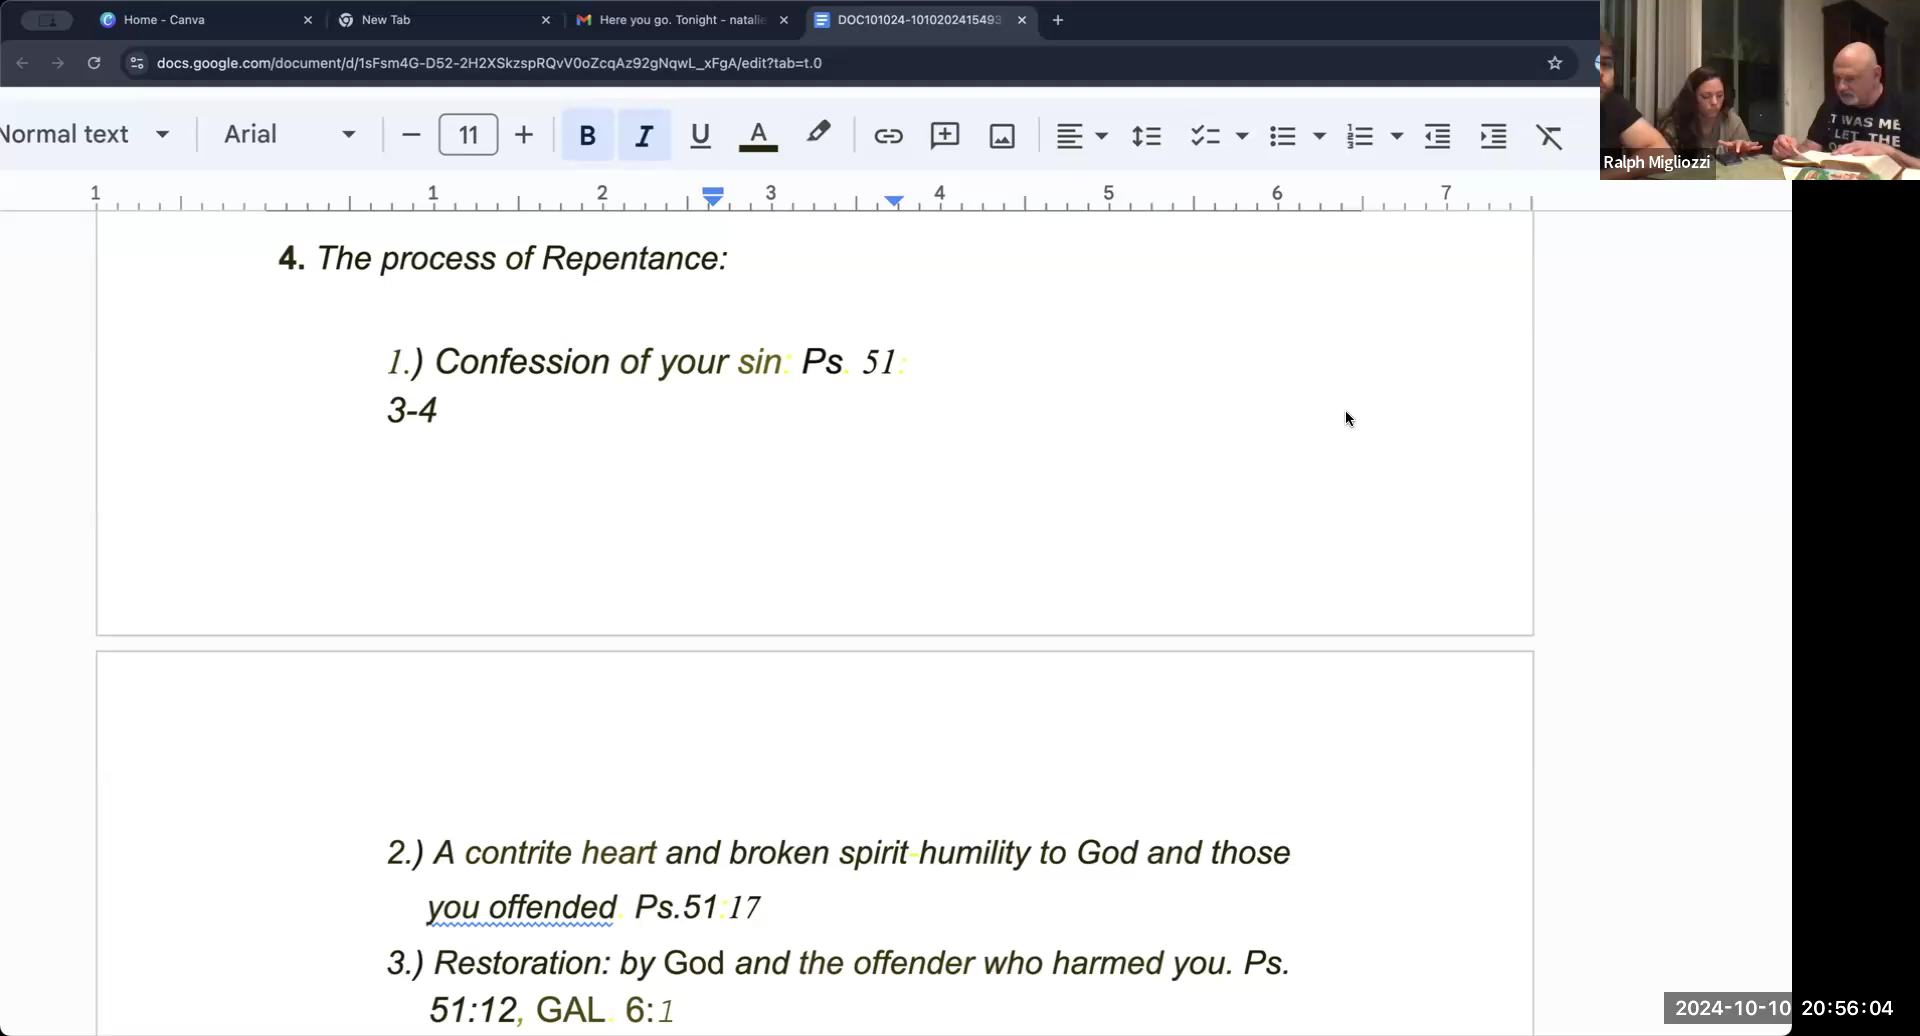 Home - Canva
New Tab
Here you go. Tonight - natalie
DOC101024-1010202415493
docs.google.com/document/d/1sFsm4G-D52-2H2XSkzspRQvV0oZcqAz92gNqwL_xFgA/edit?tab=t.0
Normal text
Arial
11
B I U A
1 1 2 3 4 5 6 7
T WAS ME
LET THE
Ralph Migliozzi
4. The process of Repentance:
1.) Confession of your sin: Ps. 51:
3-4
2.) A contrite heart and broken spirit-humility to God and those
you offended. Ps.51:17
3.) Restoration: by God and the offender who harmed you. Ps.
51:12, GAL. 6:1
2024-10-10 20:56:04